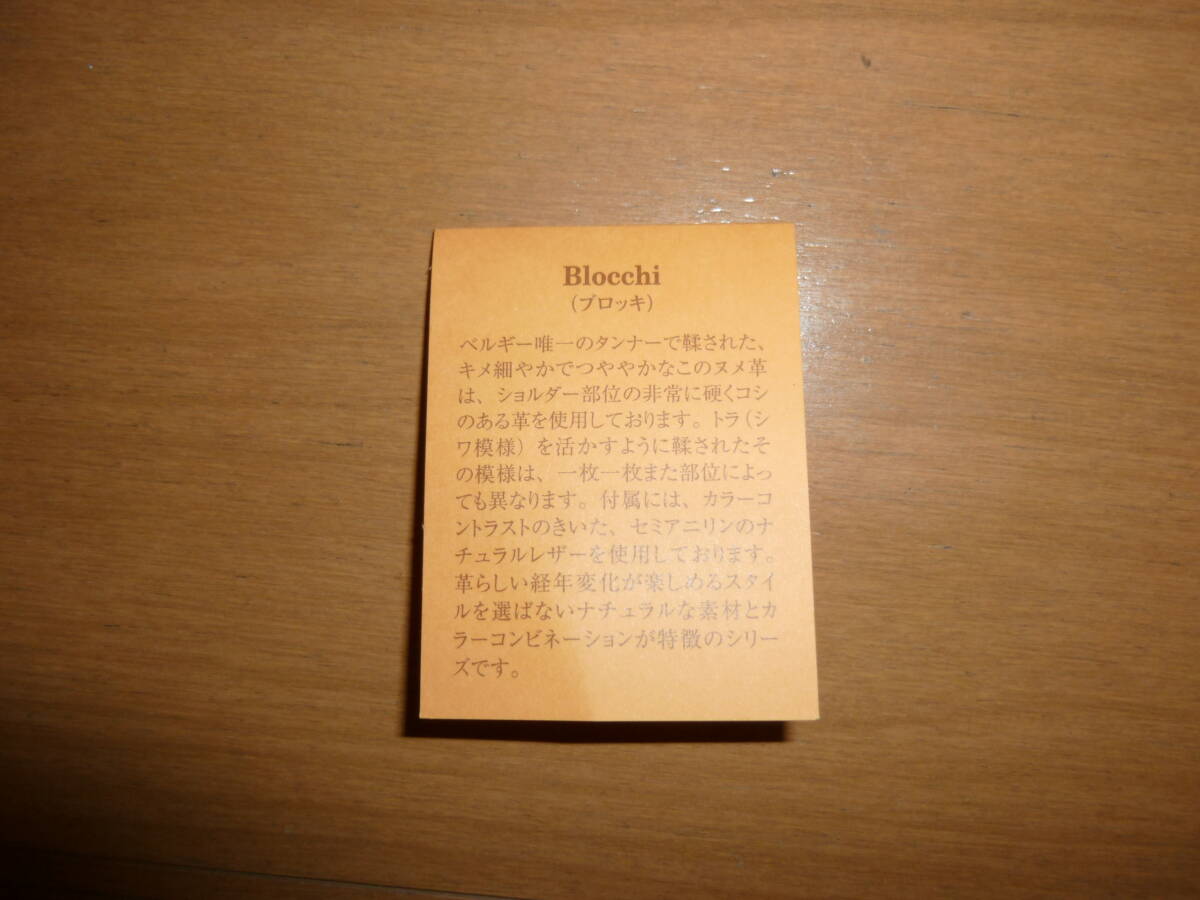 Blocchi
（ブロッキ）
ベルギー唯一のタンナーで鞣された、
キメ細やかでつややかなこのヌメ革
は、ショルダー部位の非常に硬くコシ
のある革を使用しております。トラ（シ
ワ模様）を活かすように鞣されたそ
の模様は、一枚一枚また部位によっ
ても異なります。付属には、カラーコ
ントラストのきいた、セミアニリンのナ
チュラルレザーを使用しております。
革らしい経年変化が楽しめるスタイ
ルを選ばないナチュラルな素材とカ
ラーコンビネーションが特徴のシリー
ズです。